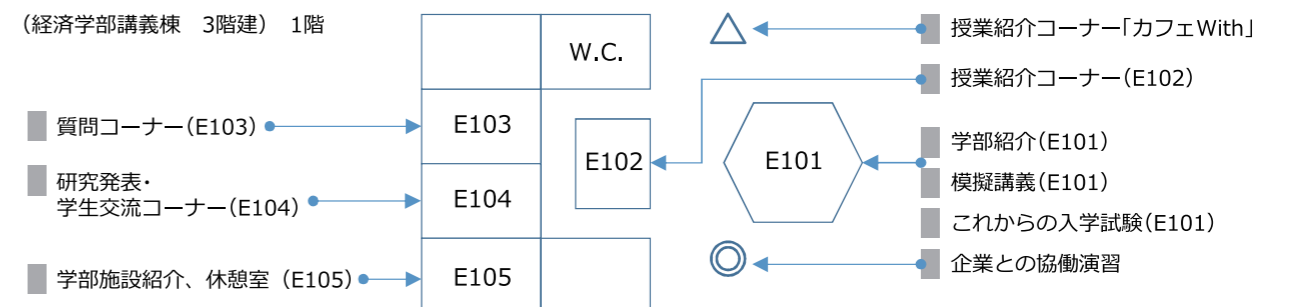 （経済学部講義棟　3階建）　1階
W.C.
授業紹介コーナー「カフェWith」
授業紹介コーナー（E102）
質問コーナー（E103）
E103
E102
E101
学部紹介（E101）
模擬講義（E101）
これからの入学試験（E101）
研究発表・
学生交流コーナー（E104）
E104
学部施設紹介、休憩室（E105）
E105
企業との協働演習